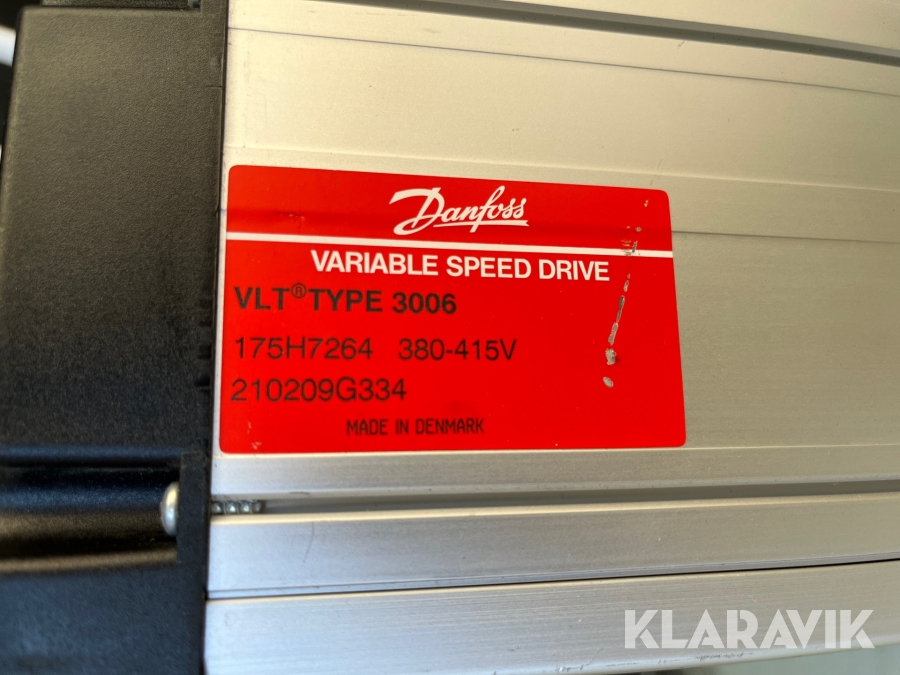 Danfoss
VARIABLE SPEED DRIVE
VLT® TYPE 3006
175H7264 380-415V
210209G334
MADE IN DENMARK
KLARAVIK